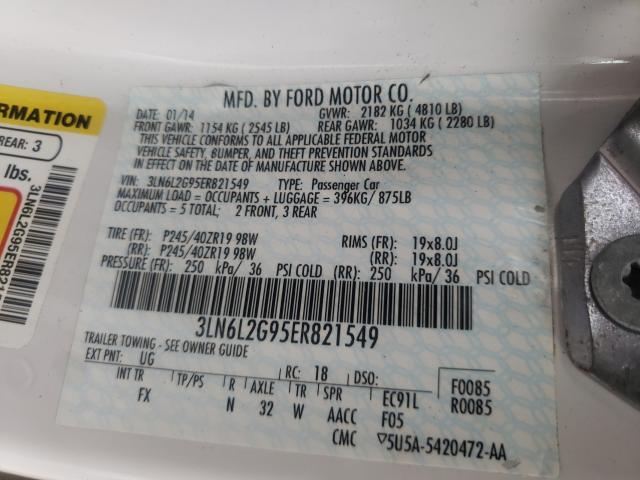 MFD. BY FORD MOTOR CO.
DATE: 01/14 GVWR: 2182 KG ( 4810 LB)
FRONT GAWR: 1154 KG ( 2545 LB) REAR GAWR: 1034 KG ( 2280 LB)
THIS VEHICLE CONFORMS TO ALL APPLICABLE FEDERAL MOTOR
VEHICLE SAFETY, BUMPER, AND THEFT PREVENTION STANDARDS
IN EFFECT ON THE DATE OF MANUFACTURE SHOWN ABOVE.
VIN: 3LN6L2G95ER821549 TYPE: Passenger Car
MAXIMUM LOAD = OCCUPANTS + LUGGAGE = 396KG/ 875LB
OCCUPANTS = 5 TOTAL: 2 FRONT, 3 REAR
TIRE (FR): P245/40ZR19 98W RIMS (FR): 19x8.0J
(RR): P245/40ZR19 98W (RR): 19x8.0J
PRESSURE (FR): 250 kPa/ 36 PSI COLD (RR): 250 kPa/ 36 PSI COLD
3LN6L2G95ER821549
TRAILER TOWING - SEE OWNER GUIDE
EXT PNT: UG RC: 18 DSO: F0085
R0085
INT TR TP/PS R AXLE TR SPR EC91L
FX N 32 W AACC F05
CMC ▽5U5A-5420472-AA
ORMATION
REAR: 3
lbs.
3LN6L2G95ER82